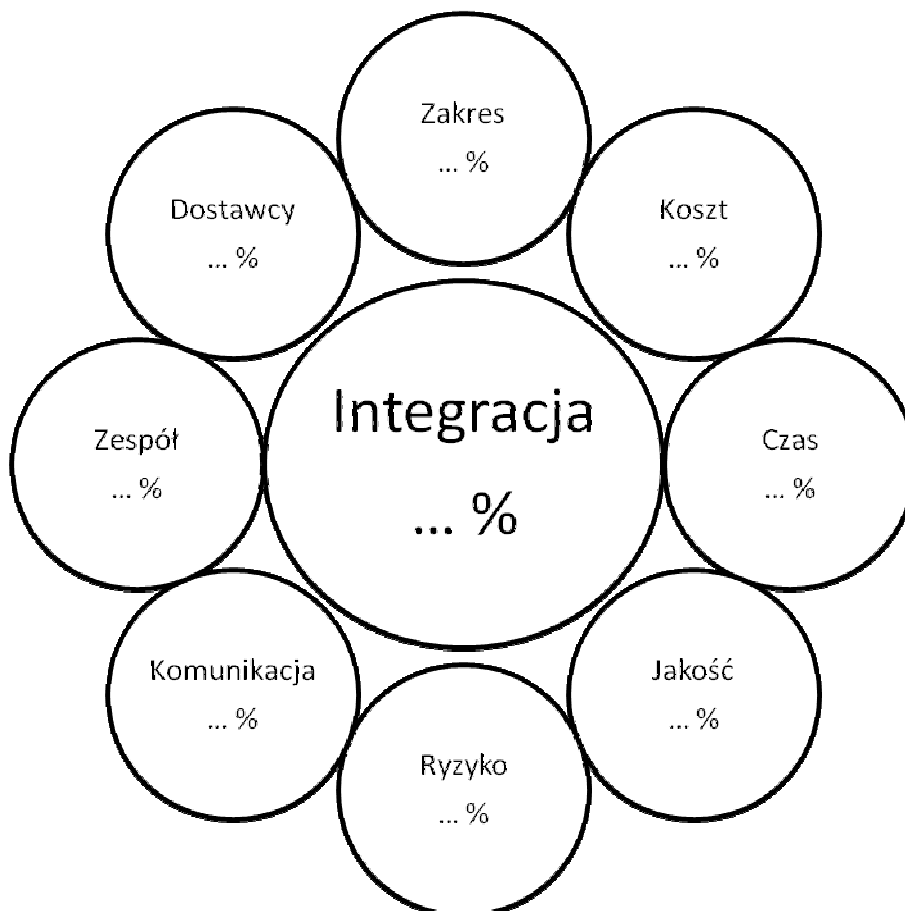 Zakres
... %
Koszt
... %
Czas
... %
Jakość
... %
Ryzyko
... %
Komunikacja
... %
Zespół
... %
Dostawcy
... %
Integracja
... %